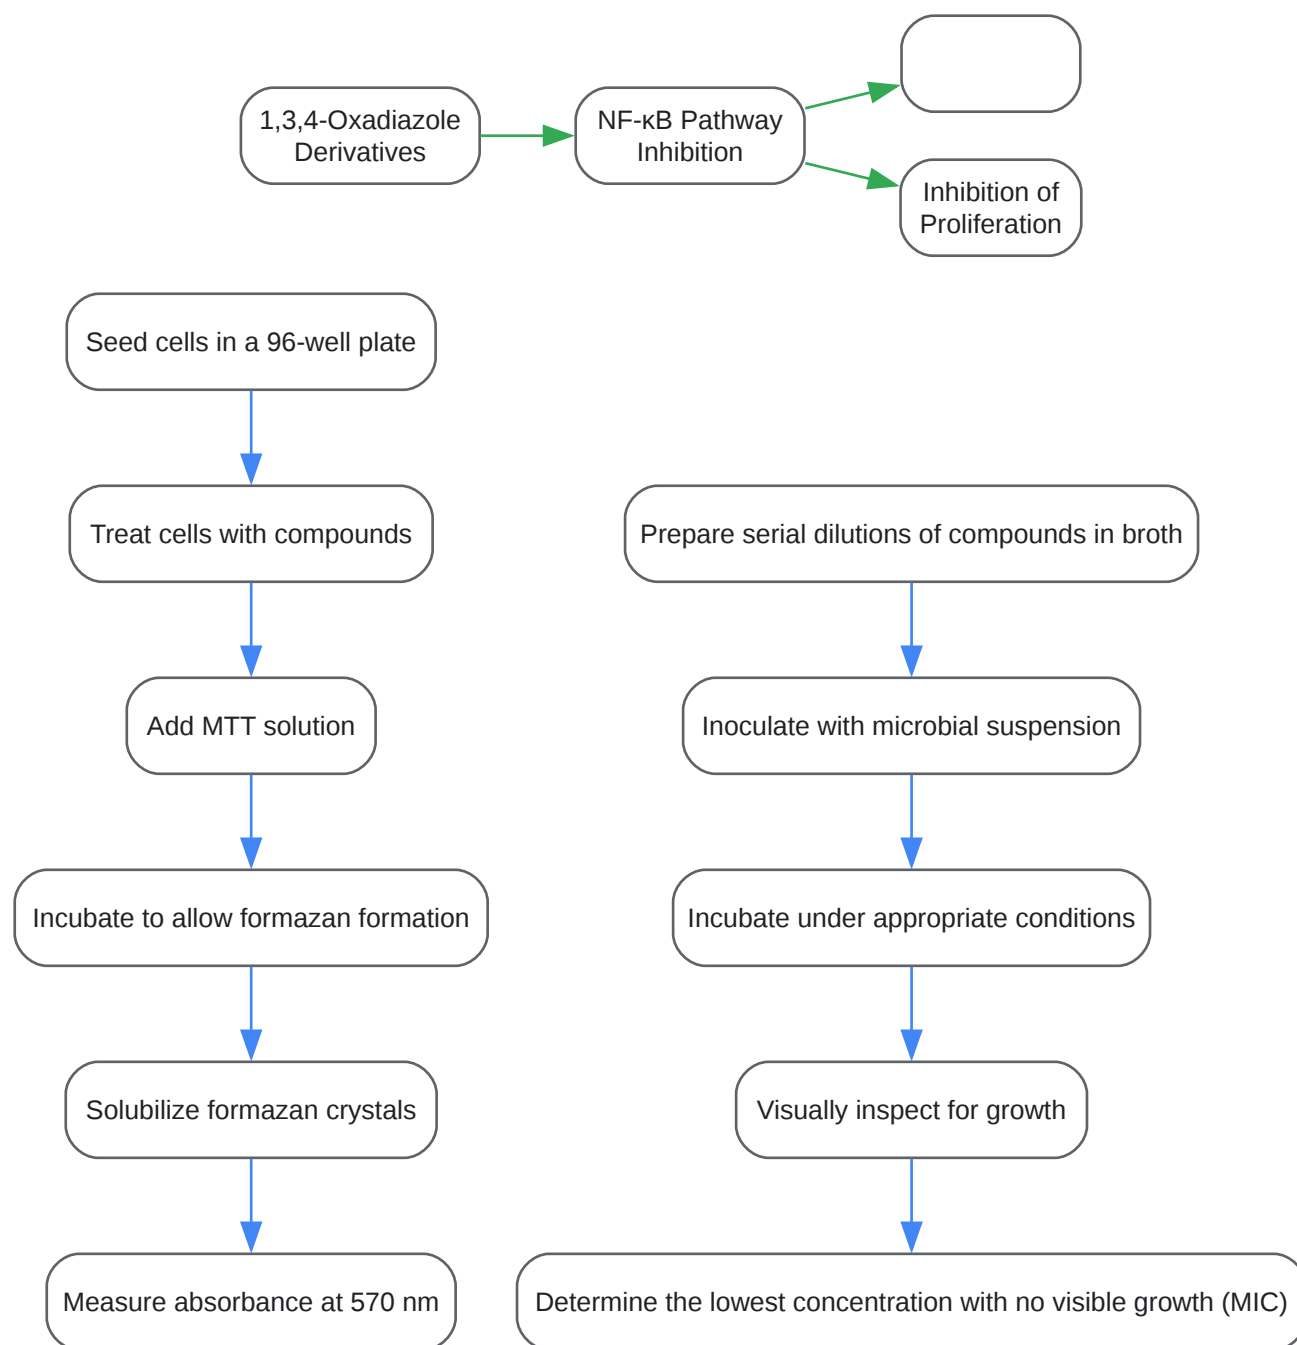 1,3,4-Oxadiazole
Derivatives
NF-κB Pathway
Inhibition
Inhibition of
Proliferation
Seed cells in a 96-well plate
Treat cells with compounds
Add MTT solution
Incubate to allow formazan formation
Solubilize formazan crystals
Measure absorbance at 570 nm
Prepare serial dilutions of compounds in broth
Inoculate with microbial suspension
Incubate under appropriate conditions
Visually inspect for growth
Determine the lowest concentration with no visible growth (MIC)